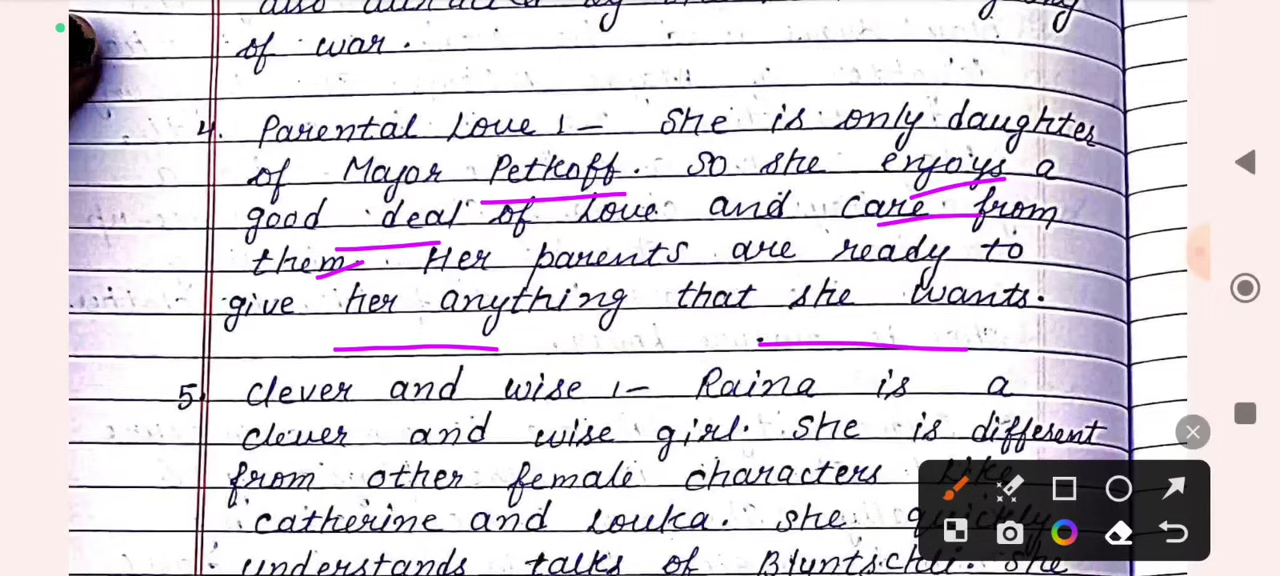 of war.
4. Parental Love :- She is only daughter
of Major Petkoff. So she enjoys a
good deal of love and care from
them. Her parents are ready to
give her anything that she wants.
5. Clever and wise :- Raina is a
clever and wise girl. She is different
from other female characters like
Catherine and Louka. She quickly
understands talks of Bluntschli. She